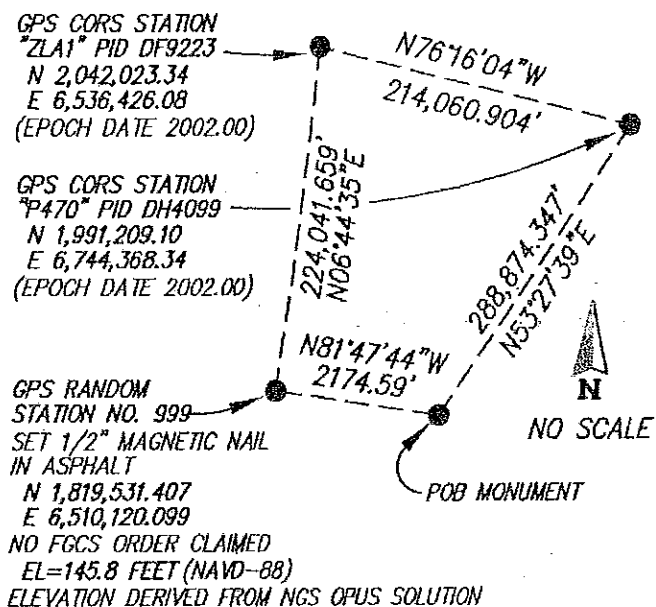 GPS CORS STATION
"ZLA1" PID DF9223
N 2,042,023.34
E 6,536,426.08
(EPOCH DATE 2002.00)
N76°16'04"W
214,060.904'
GPS CORS STATION
"P470" PID DH4099
N 1,991,209.10
E 6,744,368.34
(EPOCH DATE 2002.00)
224,041.659'
N06°44'35"E
288,874.347'
N53°27'39"E
N81°47'44"W
2174.59'
N
NO SCALE
GPS RANDOM
STATION NO. 999
SET 1/2" MAGNETIC NAIL
IN ASPHALT
N 1,819,531.407
E 6,510,120.099
NO FGCS ORDER CLAIMED
EL=145.8 FEET (NAVD-88)
ELEVATION DERIVED FROM NGS OPUS SOLUTION
POB MONUMENT